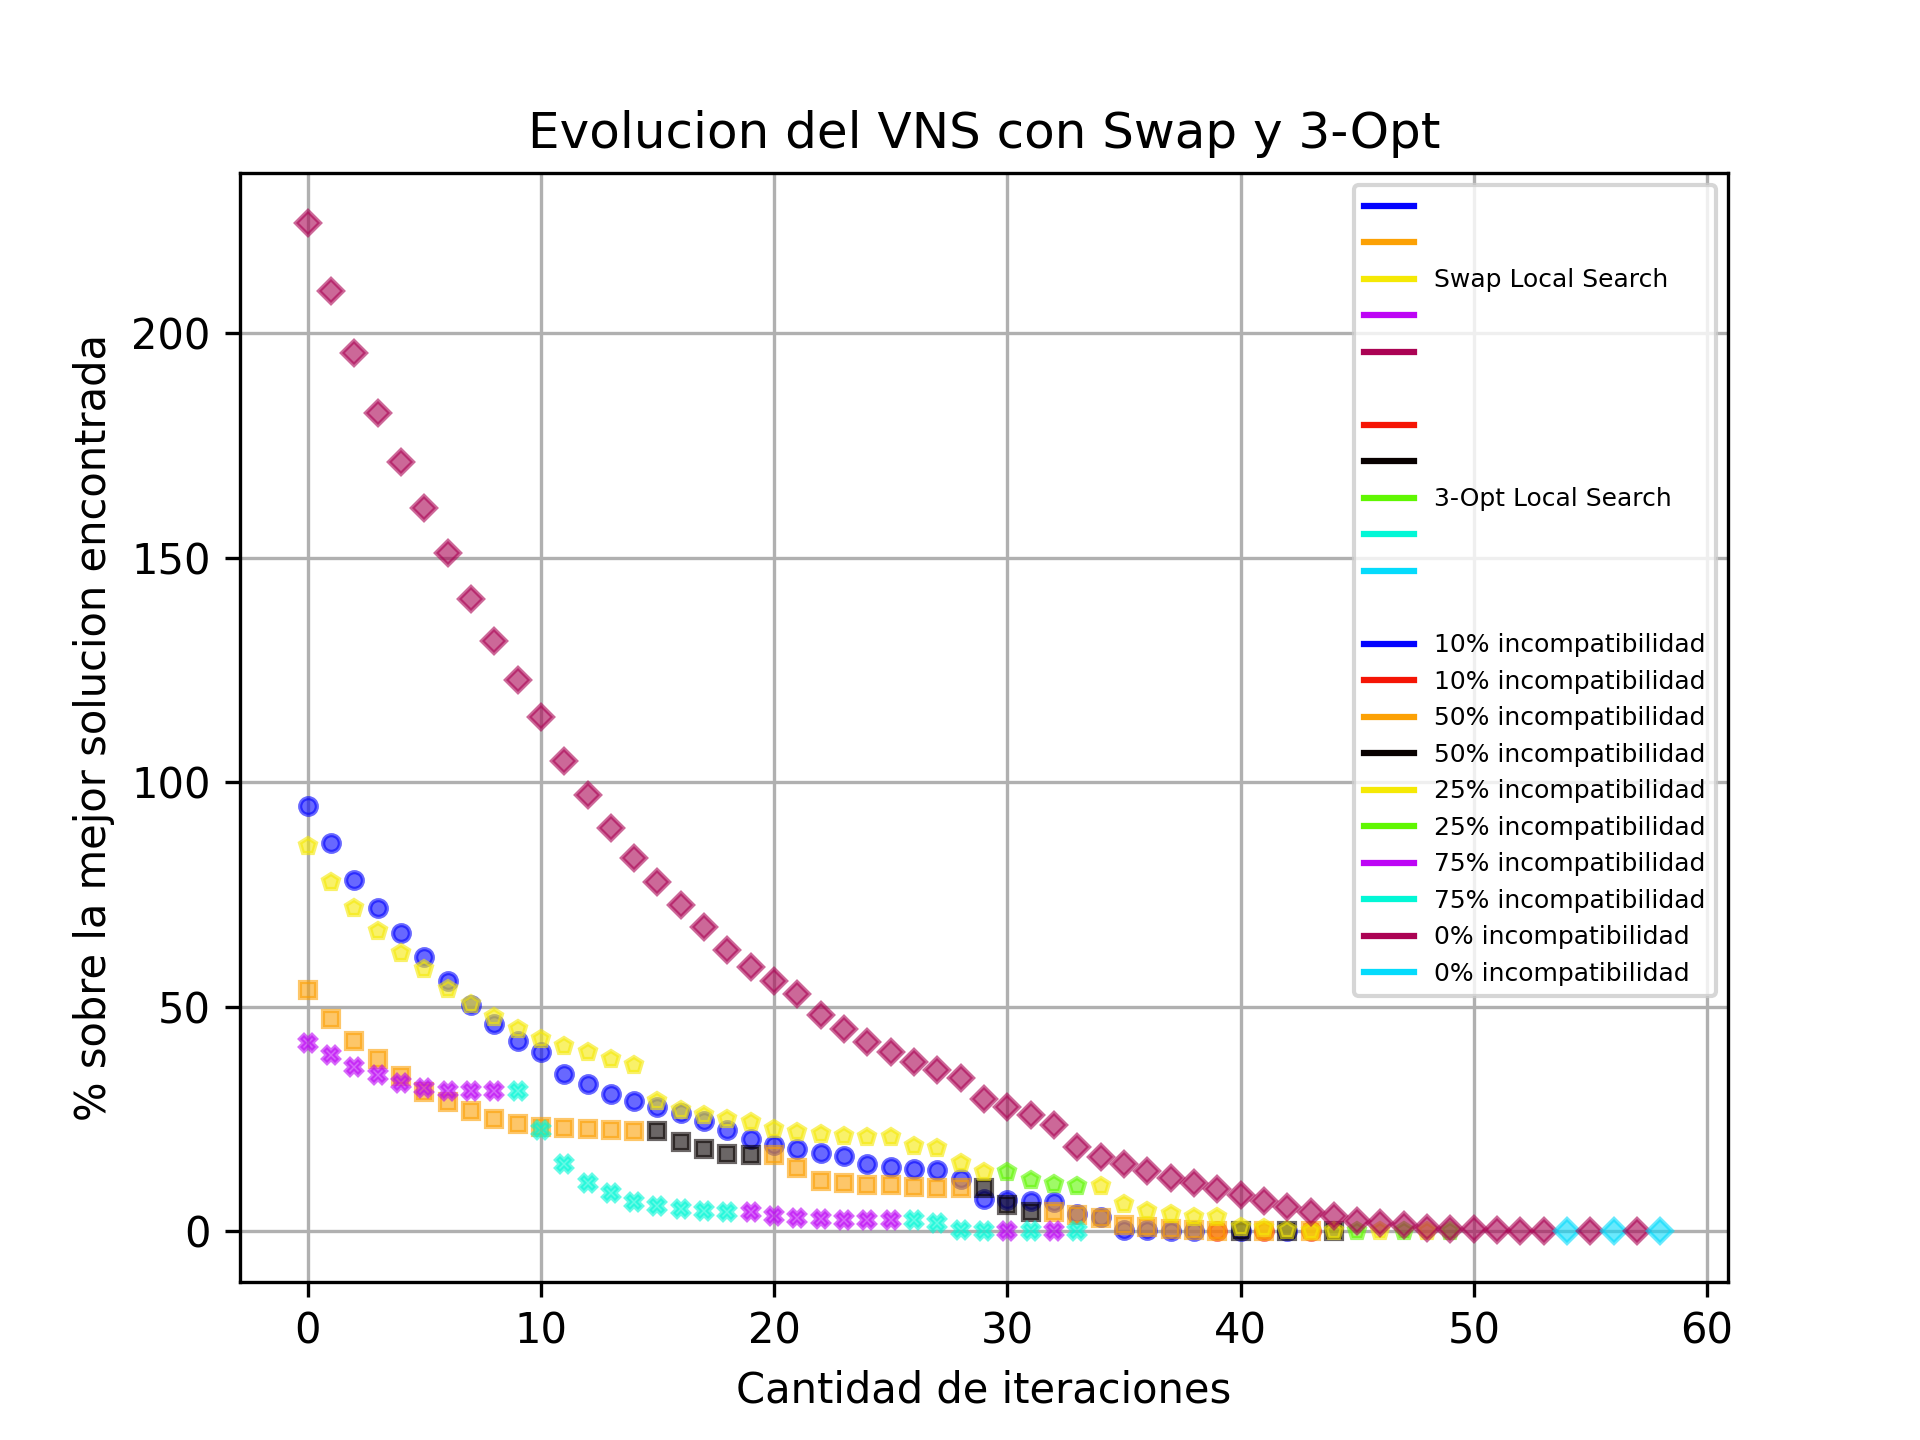 Evolucion del VNS con Swap y 3-Opt
% sobre la mejor solucion encontrada
200
150
100
50
0
Swap Local Search
3-Opt Local Search
10% incompatibilidad
10% incompatibilidad
50% incompatibilidad
50% incompatibilidad
25% incompatibilidad
25% incompatibilidad
75% incompatibilidad
75% incompatibilidad
0% incompatibilidad
0% incompatibilidad
0 10 20 30 40 50 60
Cantidad de iteraciones